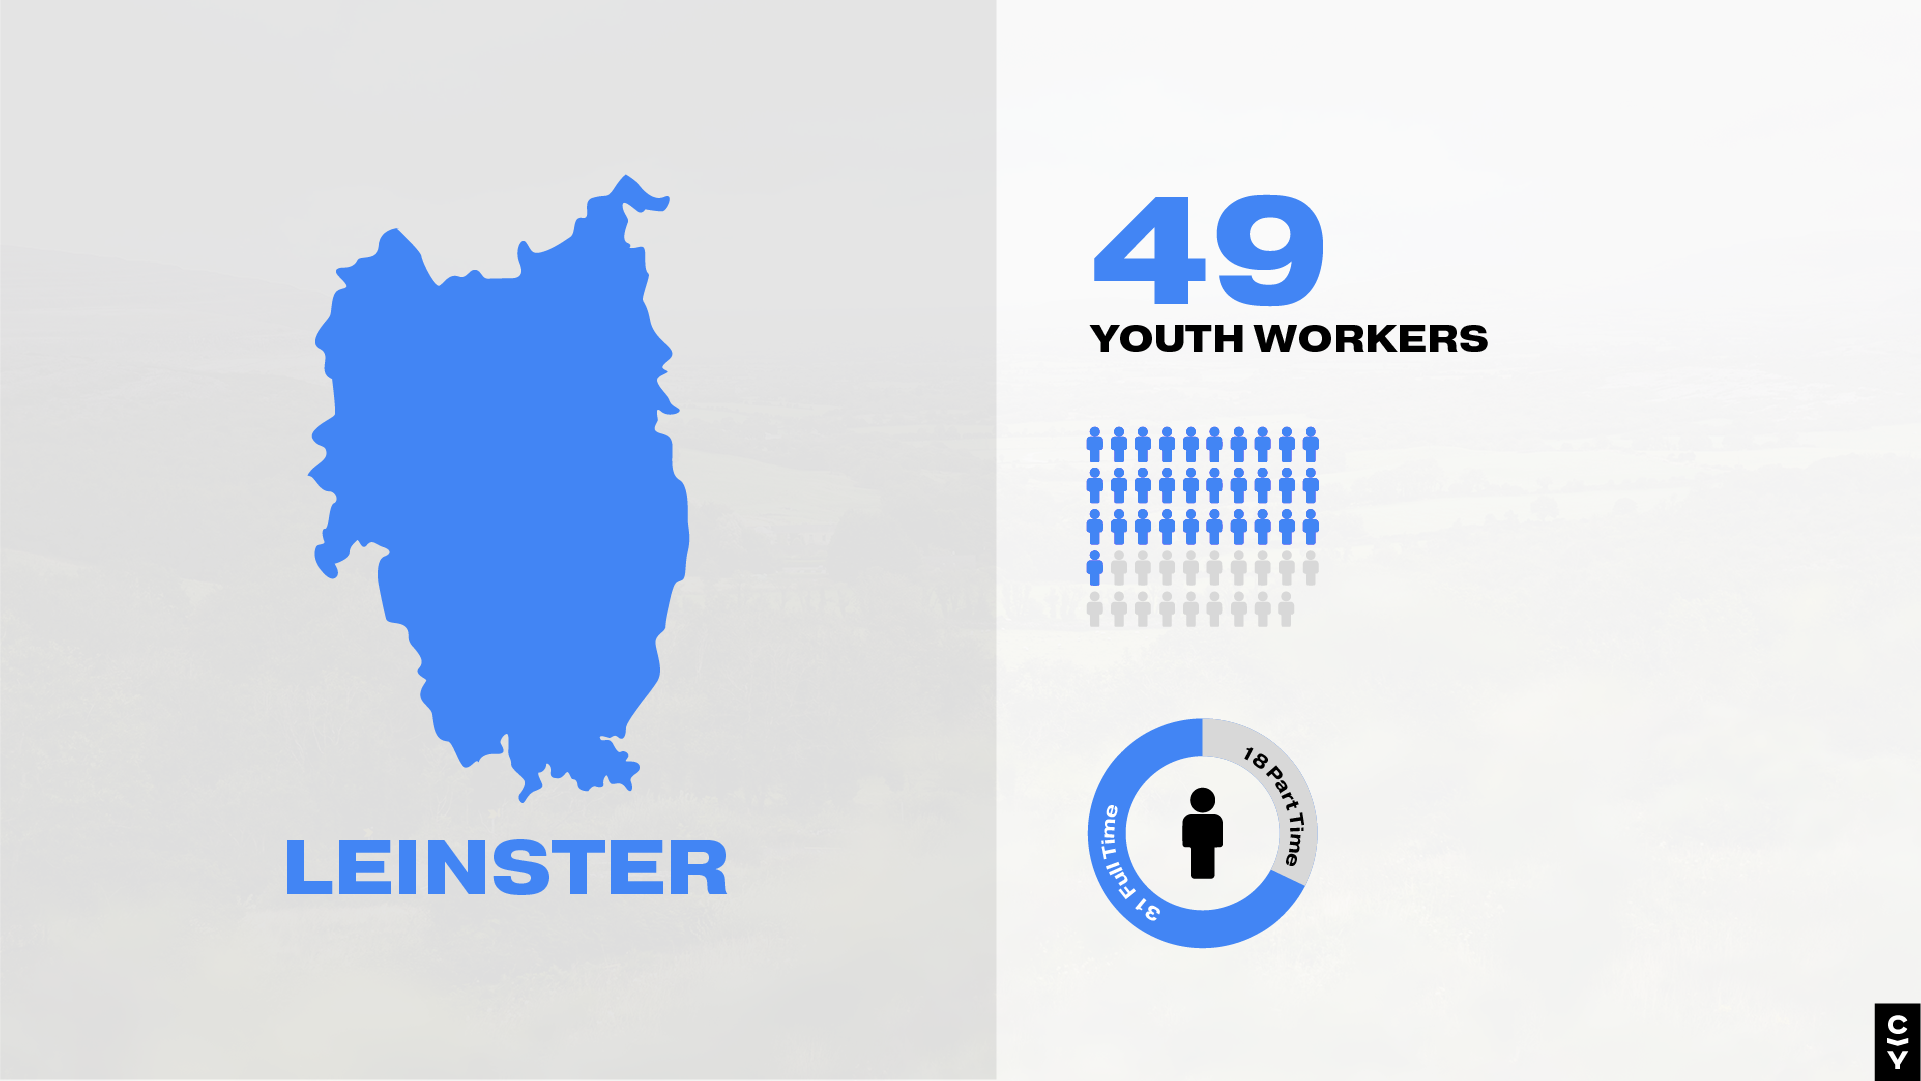 LEINSTER
49
YOUTH WORKERS
18 Part Time
31 Full Time
C
Y